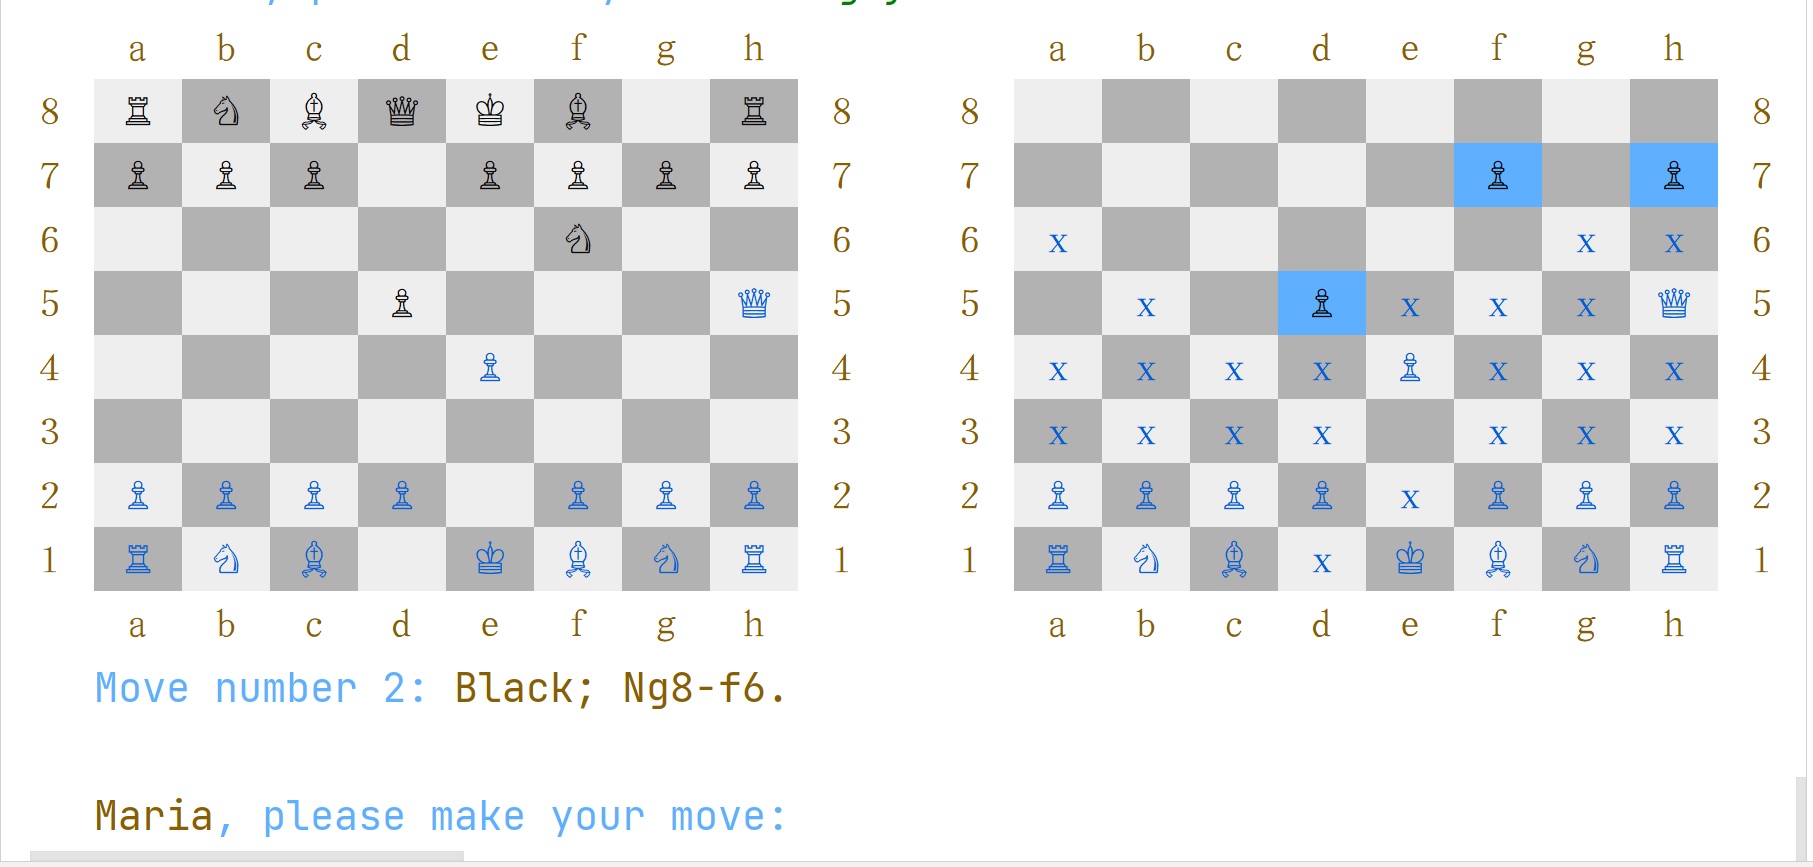 a b c d e f g h a b c d e f g h
8 ♜ ♞ ♝ ♛ ♚ ♝ ♜ 8 8 8
7 ♟ ♟ ♟ ♟ ♟ ♟ ♟ 7 7 ♟ ♟ 7
6 ♞ 6 6 x x x 6
5 ♟ ♕ 5 5 x ♟ x x x ♕ 5
4 ♙ 4 4 x x x x ♙ x x x 4
3 3 3 x x x x x x x 3
2 ♙ ♙ ♙ ♙ ♙ ♙ ♙ 2 2 ♙ ♙ ♙ ♙ x ♙ ♙ ♙ 2
1 ♖ ♘ ♗ ♔ ♗ ♘ ♖ 1 1 ♖ ♘ ♗ x ♔ ♗ ♘ ♖ 1
a b c d e f g h a b c d e f g h
Move number 2: Black; Ng8-f6.
Maria, please make your move: